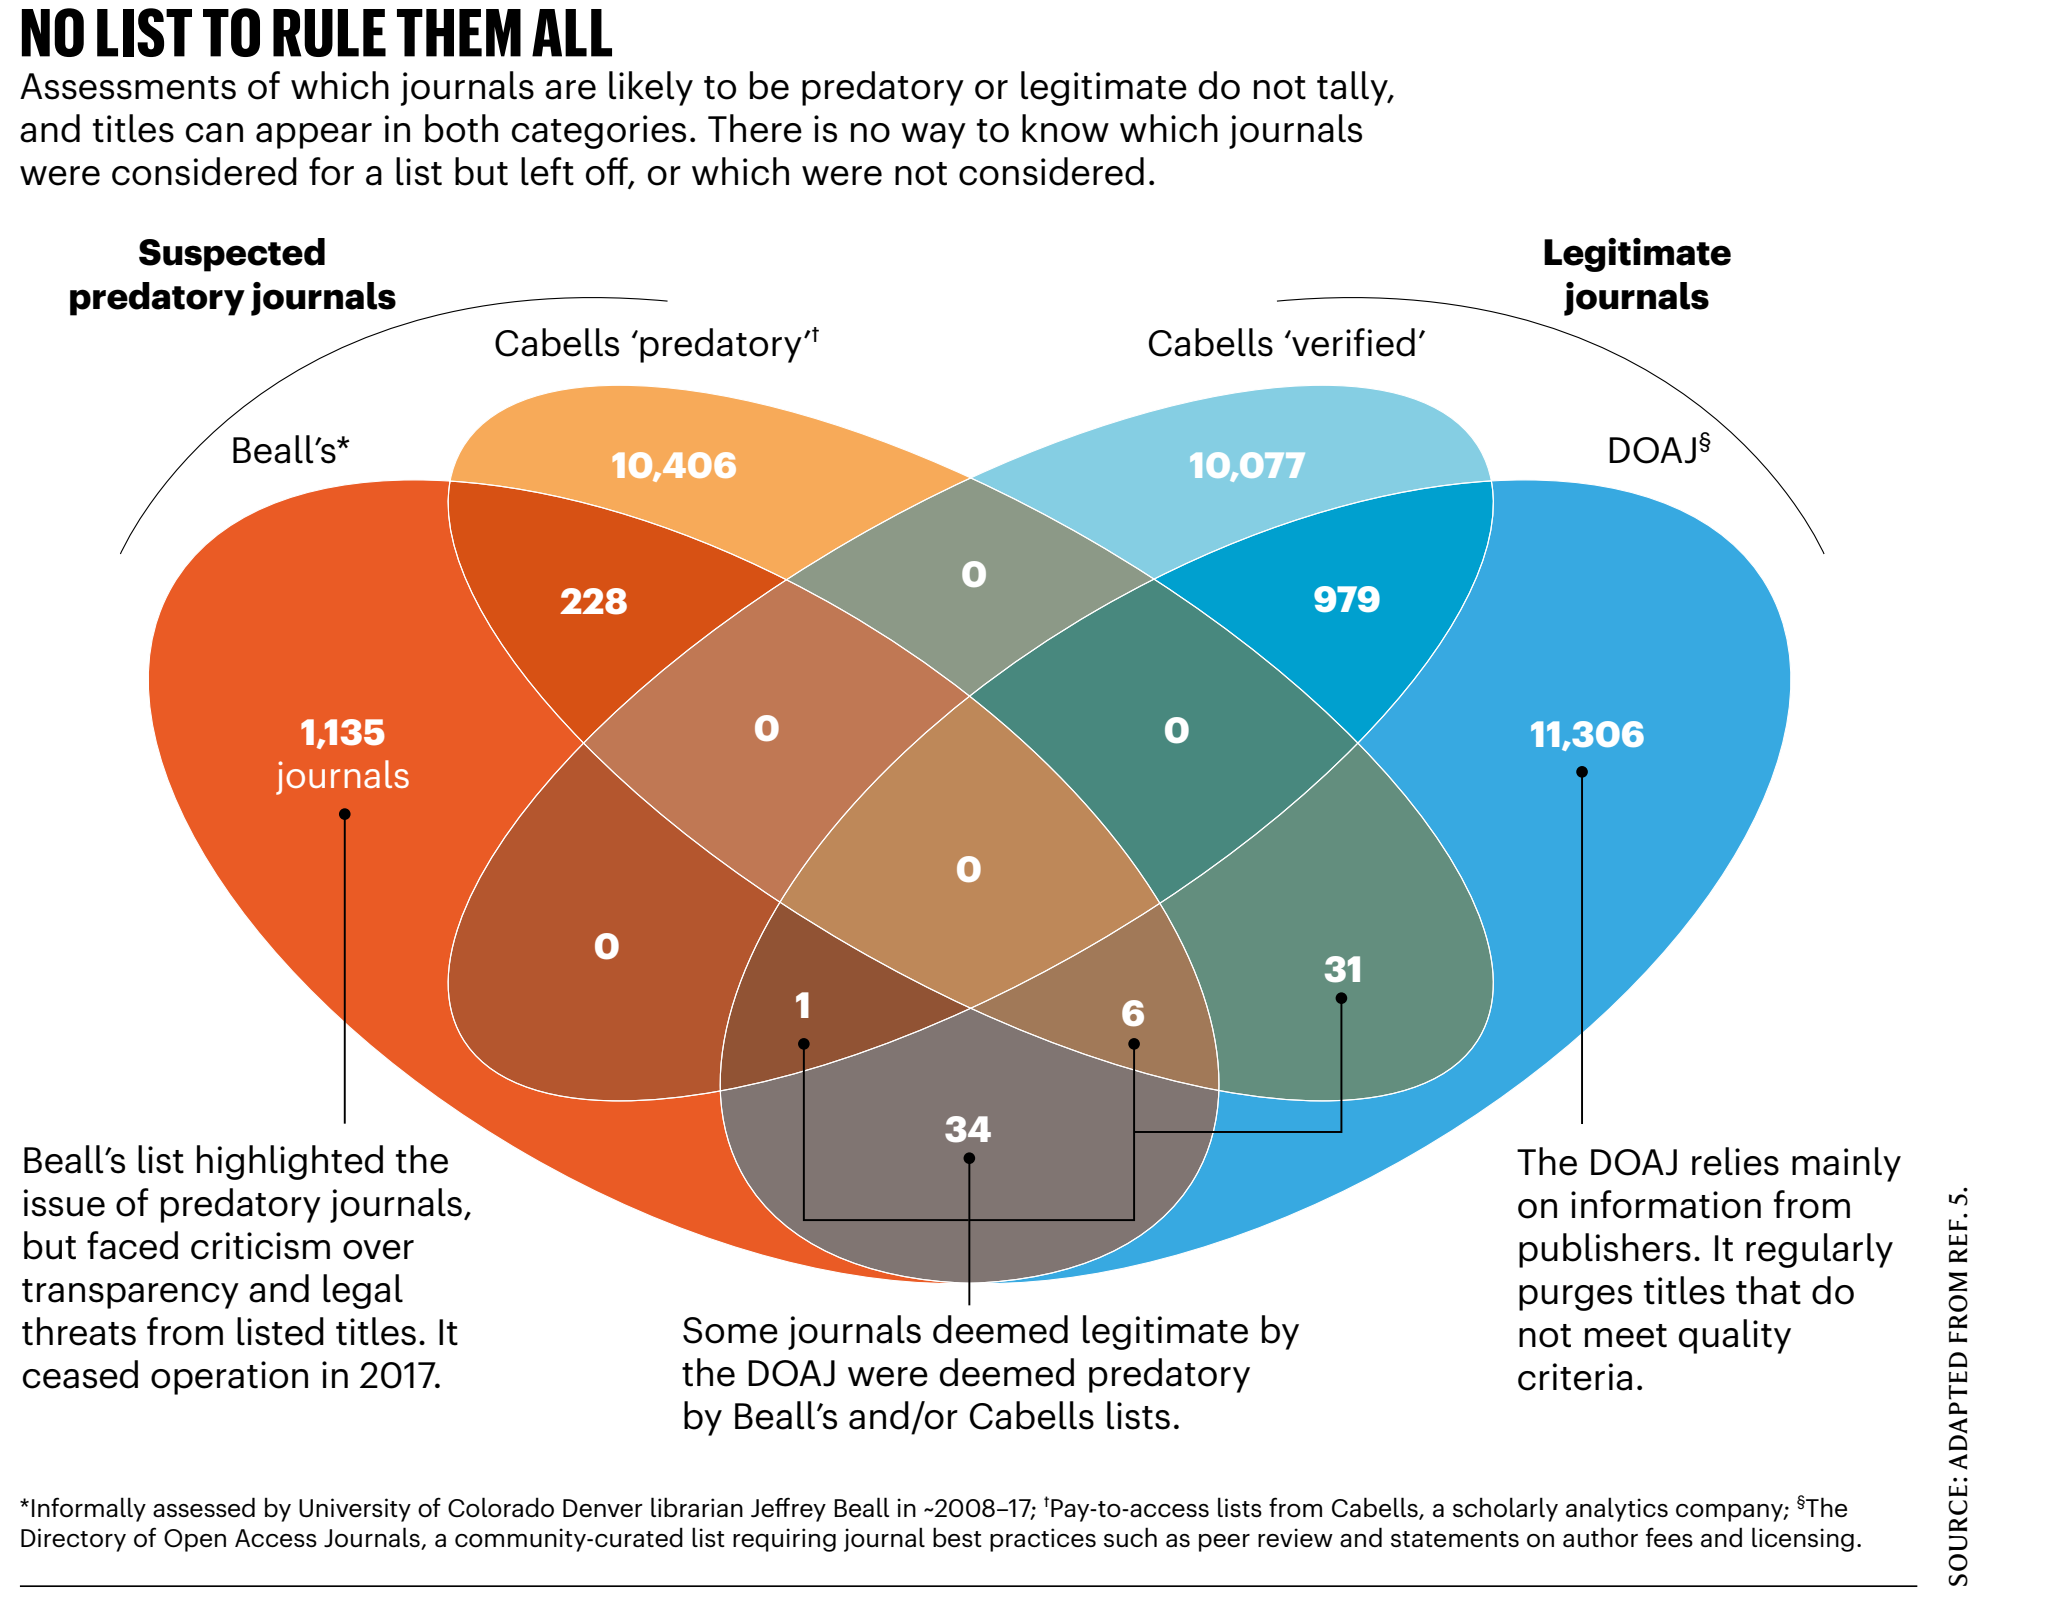 NO LIST TO RULE THEM ALL
Assessments of which journals are likely to be predatory or legitimate do not tally,
and titles can appear in both categories. There is no way to know which journals
were considered for a list but left off, or which were not considered.
Suspected
predatory journals
Legitimate
journals
Cabells ‘predatory’†
Cabells ‘verified’
Beall’s*
DOAJ§
10,406
10,077
0
228
979
0
0
1,135
journals
11,306
0
0
31
1
6
34
Beall’s list highlighted the
issue of predatory journals,
but faced criticism over
transparency and legal
threats from listed titles. It
ceased operation in 2017.
Some journals deemed legitimate by
the DOAJ were deemed predatory
by Beall’s and/or Cabells lists.
The DOAJ relies mainly
on information from
publishers. It regularly
purges titles that do
not meet quality
criteria.
*Informally assessed by University of Colorado Denver librarian Jeffrey Beall in ~2008–17; †Pay-to-access lists from Cabells, a scholarly analytics company; §The
Directory of Open Access Journals, a community-curated list requiring journal best practices such as peer review and statements on author fees and licensing.
SOURCE: ADAPTED FROM REF. 5.